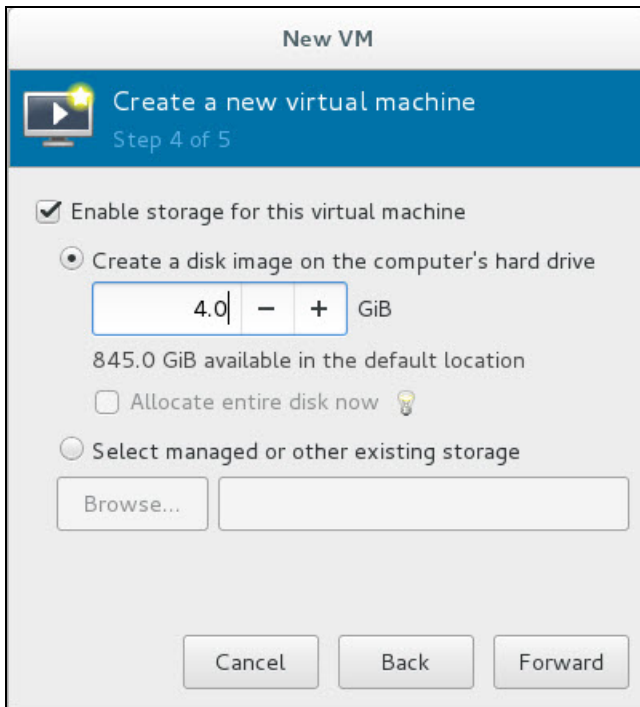 New VM
Create a new virtual machine
Step 4 of 5
Enable storage for this virtual machine
Create a disk image on the computer's hard drive
4.0 − + GiB
845.0 GiB available in the default location
Allocate entire disk now
Select managed or other existing storage
Browse...
Cancel Back Forward